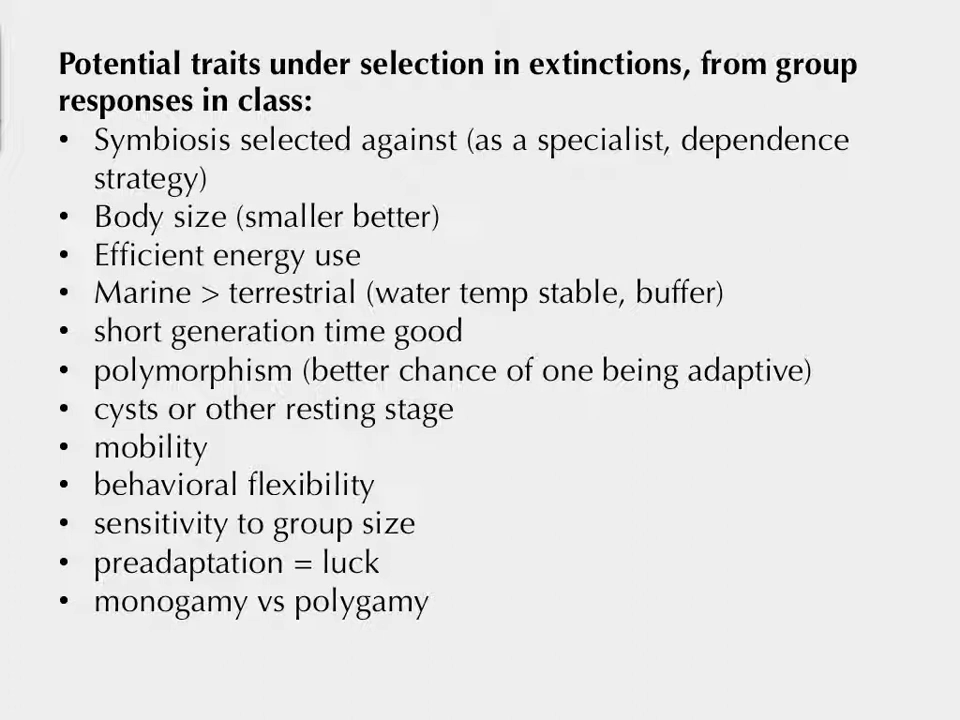 Potential traits under selection in extinctions, from group
responses in class:
• Symbiosis selected against (as a specialist, dependence
strategy)
• Body size (smaller better)
• Efficient energy use
• Marine > terrestrial (water temp stable, buffer)
• short generation time good
• polymorphism (better chance of one being adaptive)
• cysts or other resting stage
• mobility
• behavioral flexibility
• sensitivity to group size
• preadaptation = luck
• monogamy vs polygamy